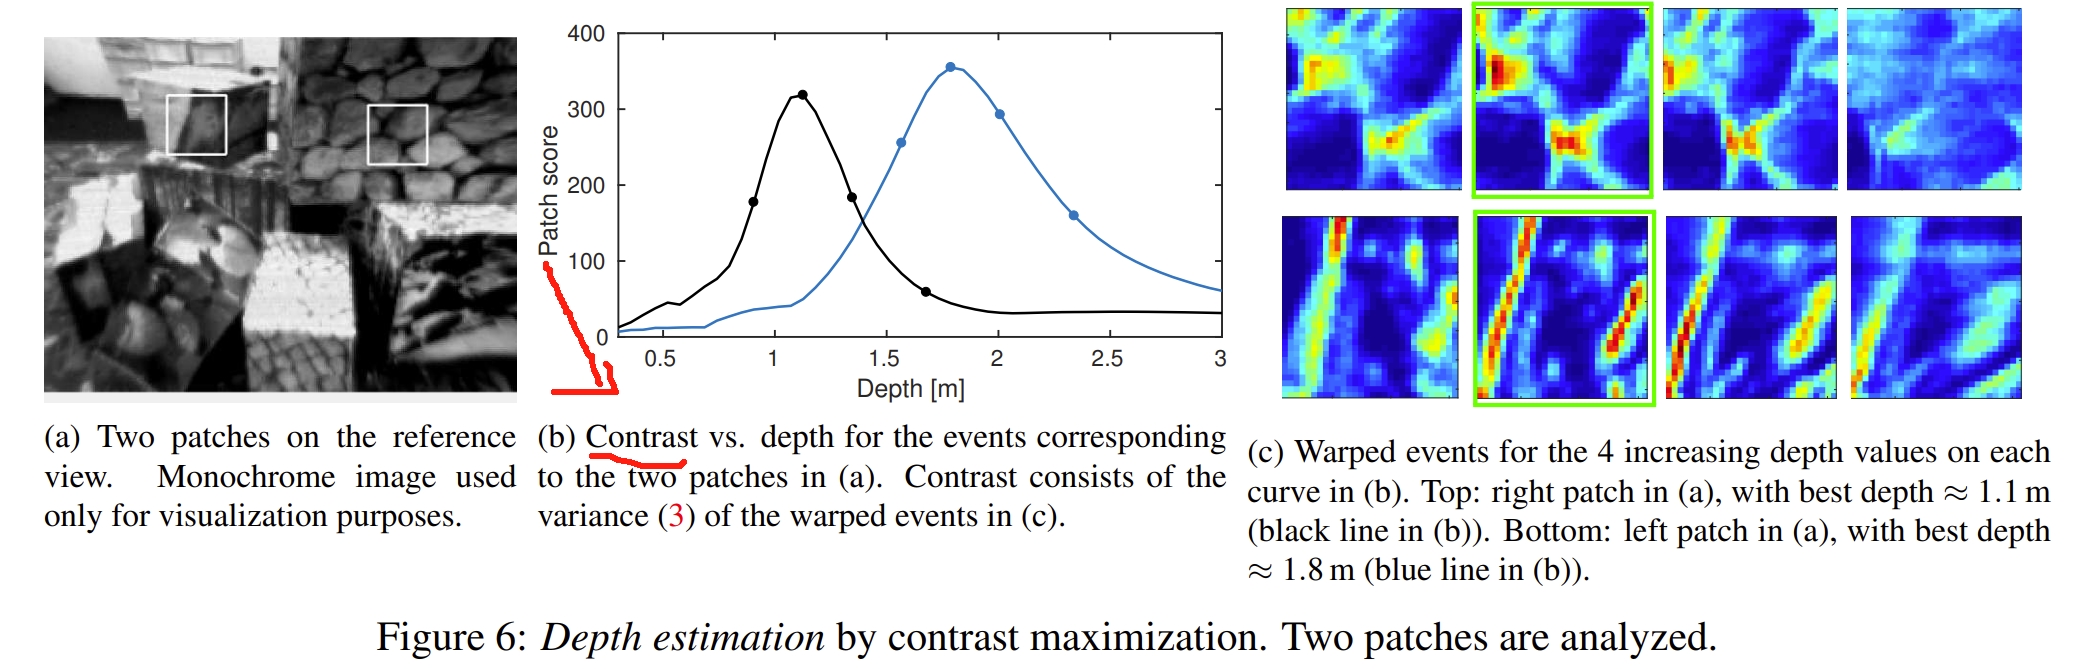 400
300
200
100
0
Patch score
0.5 1 1.5 2 2.5 3
Depth [m]
(a) Two patches on the reference
view. Monochrome image used
only for visualization purposes.
(b) Contrast vs. depth for the events corresponding
to the two patches in (a). Contrast consists of the
variance (3) of the warped events in (c).
(c) Warped events for the 4 increasing depth values on each
curve in (b). Top: right patch in (a), with best depth ≈ 1.1 m
(black line in (b)). Bottom: left patch in (a), with best depth
≈ 1.8 m (blue line in (b)).
Figure 6: Depth estimation by contrast maximization. Two patches are analyzed.